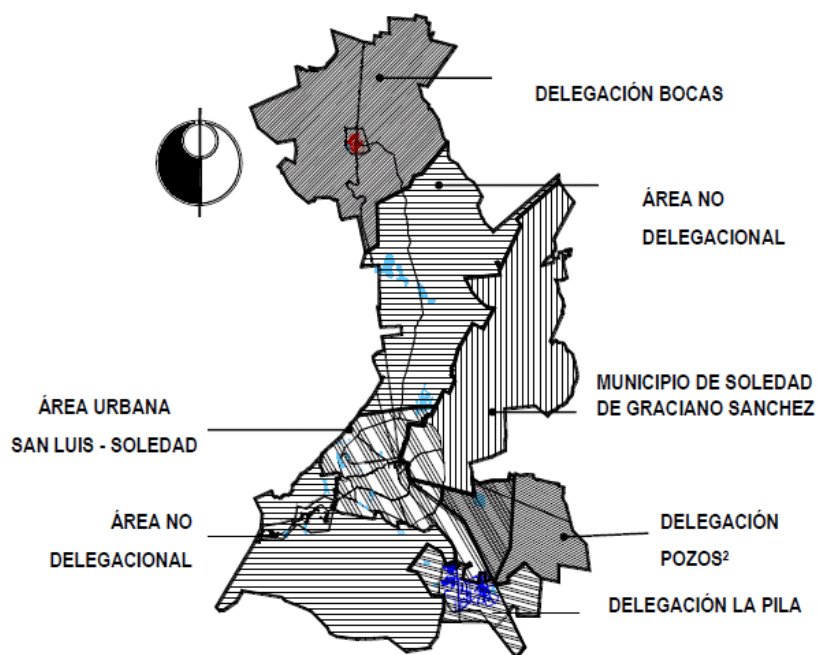 DELEGACIÓN BOCAS
ÁREA NO
DELEGACIONAL
MUNICIPIO DE SOLEDAD
DE GRACIANO SANCHEZ
ÁREA URBANA
SAN LUIS - SOLEDAD
ÁREA NO
DELEGACIONAL
DELEGACIÓN
POZOS²
DELEGACIÓN LA PILA